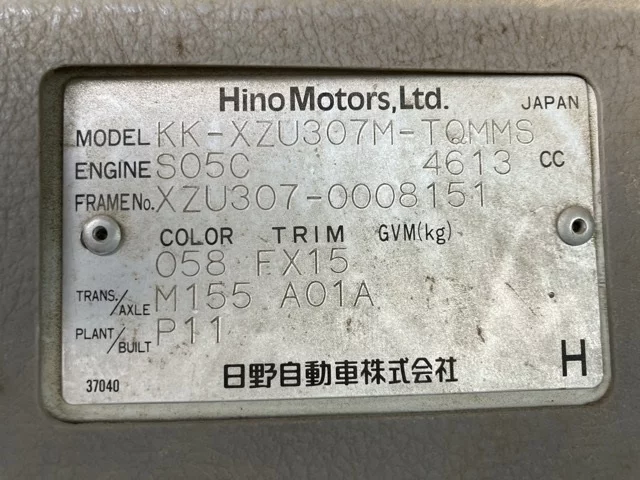 Hino Motors, Ltd. JAPAN
MODEL KK-XZU307M-TQMMS
ENGINE S05C 4613 CC
FRAME No. XZU307-0008151
COLOR TRIM GVM(kg)
058 FX15
TRANS./AXLE M155 A01A
PLANT/BUILT P11
37040 日野自動車株式会社 H